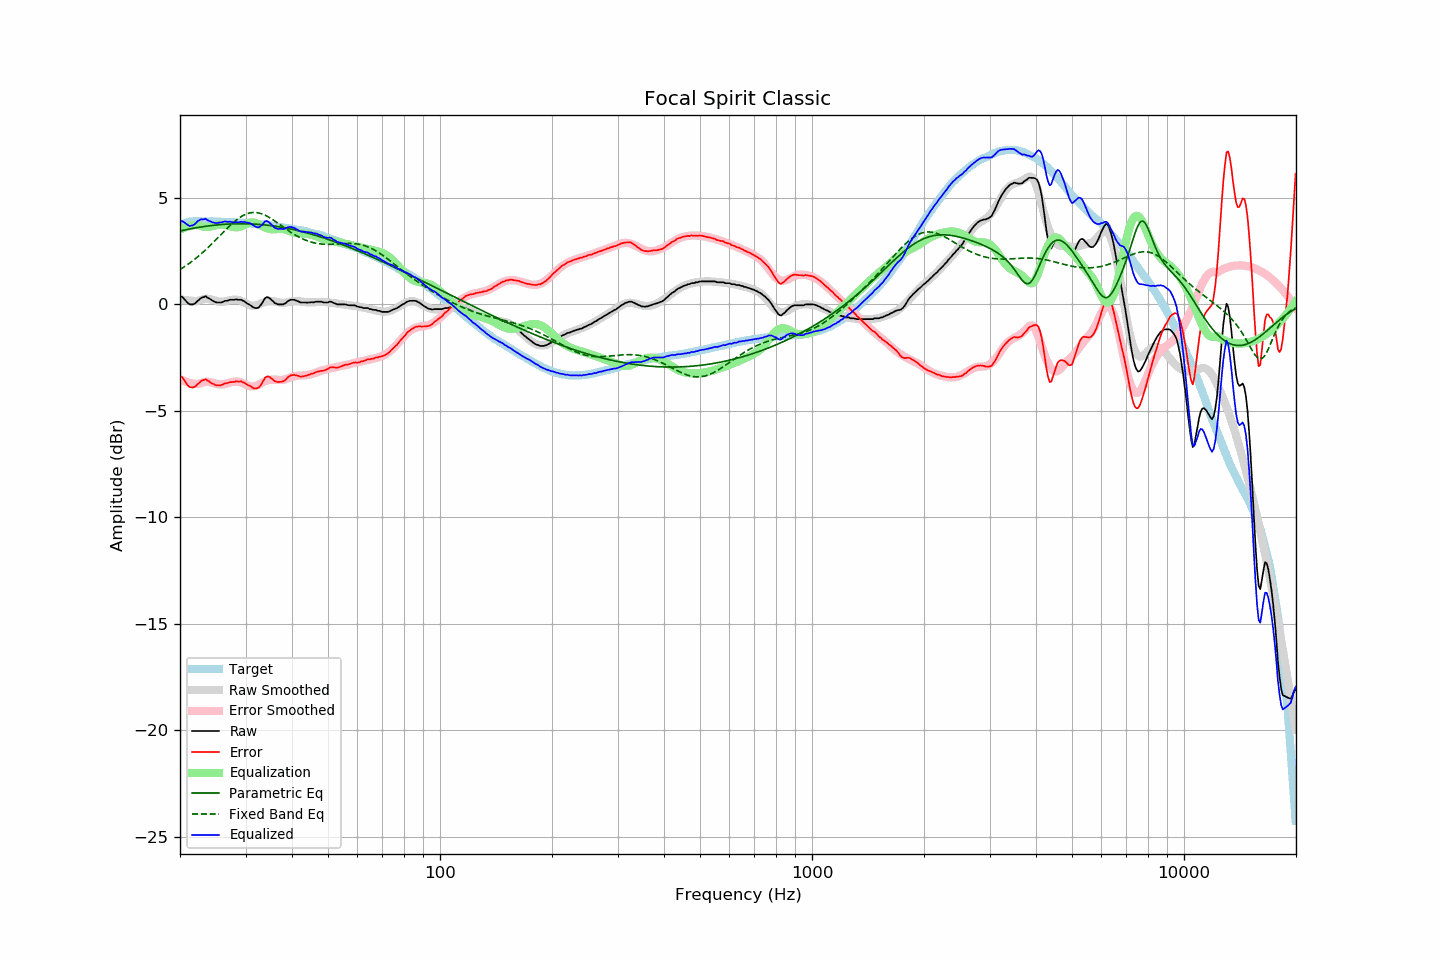 Focal Spirit Classic
Amplitude (dBr)
5
0
−5
−10
−15
−20
−25
Target
Raw Smoothed
Error Smoothed
Raw
Error
Equalization
Parametric Eq
Fixed Band Eq
Equalized
100
1000
10000
Frequency (Hz)